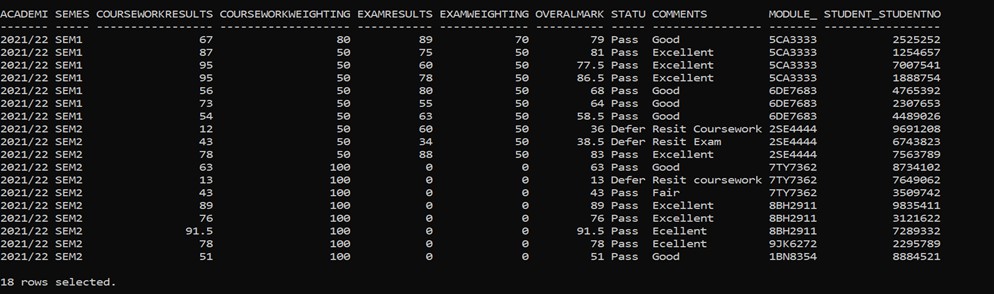 ACADEMI SEMES COURSEWORKRESULTS COURSEWORKWEIGHTING EXAMRESULTS EXAMWEIGHTING OVERALMARK STATU COMMENTS MODULE_ STUDENT_STUDENTNO
------- ----- ----------------- ------------------- ----------- ------------- ---------- ----- ---------------- ------- -----------------
2021/22 SEM1 67 80 89 70 79 Pass Good 5CA3333 2525252
2021/22 SEM1 87 50 75 50 81 Pass Excellent 5CA3333 1254657
2021/22 SEM1 95 50 60 50 77.5 Pass Excellent 5CA3333 7007541
2021/22 SEM1 95 50 78 50 86.5 Pass Excellent 5CA3333 1888754
2021/22 SEM1 56 50 80 50 68 Pass Good 6DE7683 4765392
2021/22 SEM1 73 50 55 50 64 Pass Good 6DE7683 2307653
2021/22 SEM1 54 50 63 50 58.5 Pass Good 6DE7683 4489026
2021/22 SEM2 12 50 60 50 36 Defer Resit Coursework 2SE4444 9691208
2021/22 SEM2 43 50 34 50 38.5 Defer Resit Exam 2SE4444 6743823
2021/22 SEM2 78 50 88 50 83 Pass Excellent 2SE4444 7563789
2021/22 SEM2 63 100 0 0 63 Pass Good 7TY7362 8734102
2021/22 SEM2 13 100 0 0 13 Defer Resit coursework 7TY7362 7649062
2021/22 SEM2 43 100 0 0 43 Pass Fair 7TY7362 3509742
2021/22 SEM2 89 100 0 0 89 Pass Excellent 8BH2911 9835411
2021/22 SEM2 76 100 0 0 76 Pass Excellent 8BH2911 3121622
2021/22 SEM2 91.5 100 0 0 91.5 Pass Ecellent 8BH2911 7289332
2021/22 SEM2 78 100 0 0 78 Pass Ecellent 9JK6272 2295789
2021/22 SEM2 51 100 0 0 51 Pass Good 1BN8354 8884521
18 rows selected.